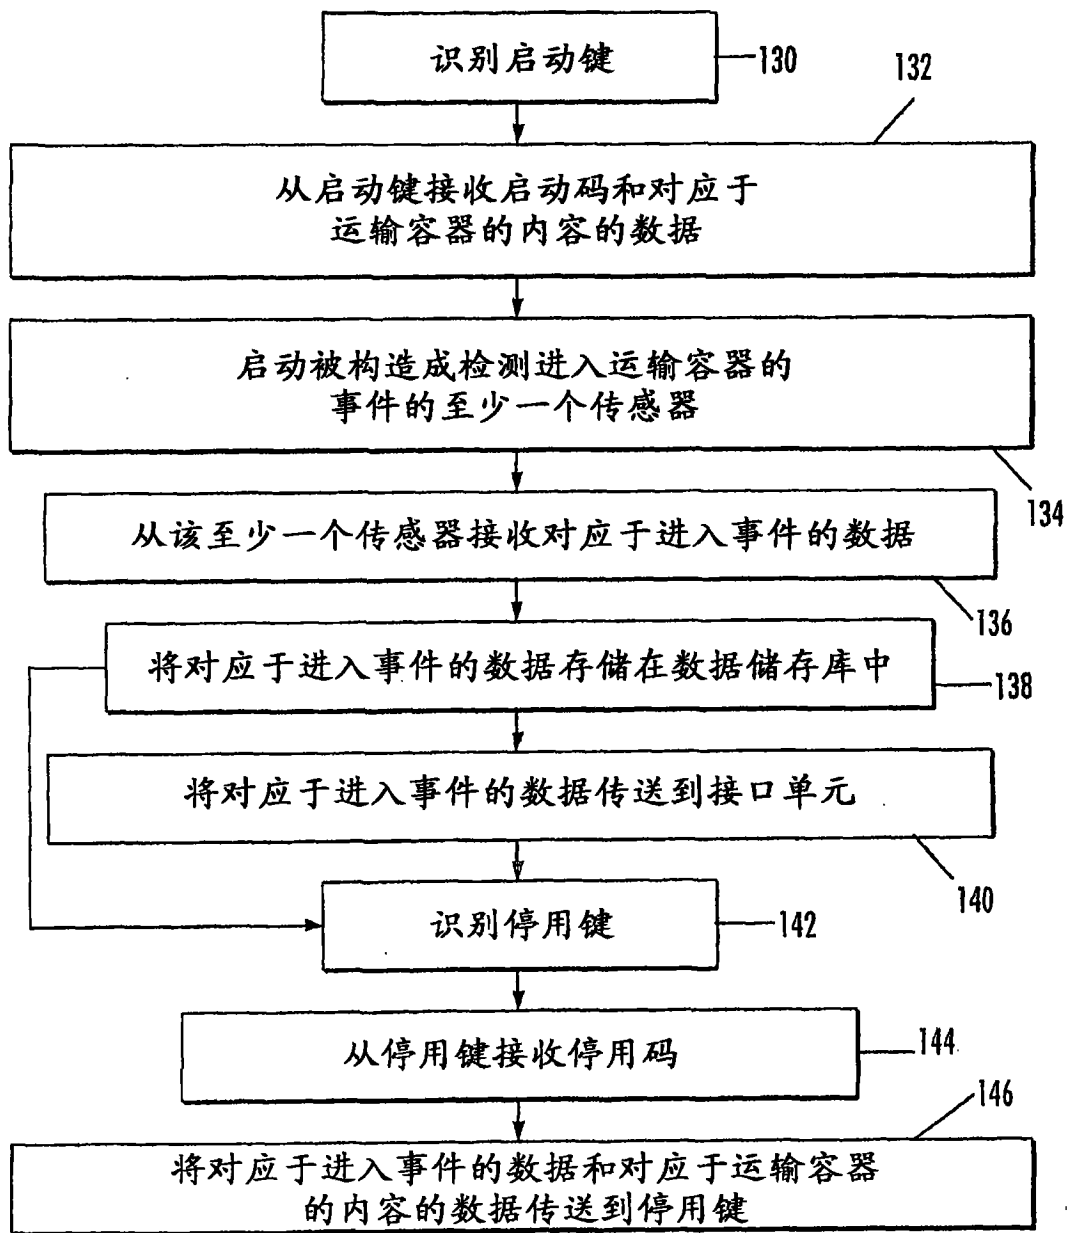 识别启动键
130
132
从启动键接收启动码和对应于
运输容器的内容的数据
启动被构造成检测进入运输容器的
事件的至少一个传感器
134
从该至少一个传感器接收对应于进入事件的数据
136
将对应于进入事件的数据存储在数据储存库中
138
将对应于进入事件的数据传送到接口单元
140
识别停用键
142
从停用键接收停用码
144
146
将对应于进入事件的数据和对应于运输容器
的内容的数据传送到停用键